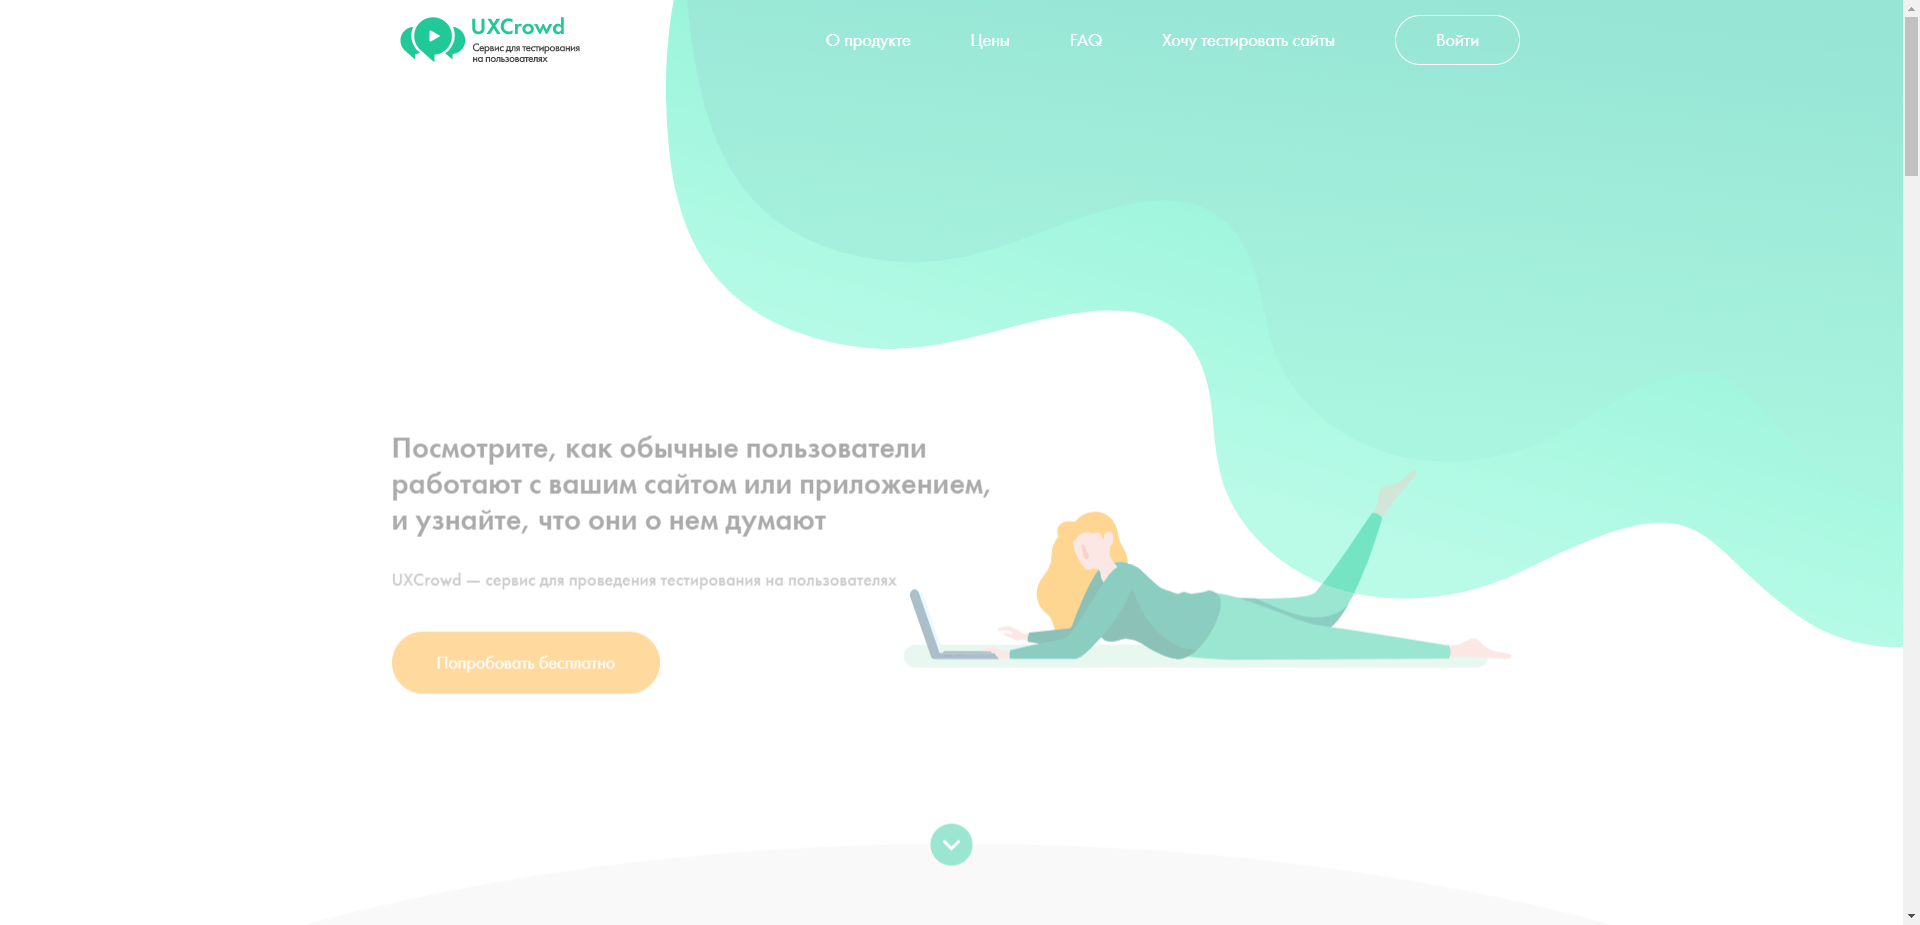 UXCrowd
Сервис для тестирования
на пользователях
О продукте
Цены
FAQ
Хочу тестировать сайты
Войти
Посмотрите, как обычные пользователи
работают с вашим сайтом или приложением,
и узнайте, что они о нем думают
UXCrowd — сервис для проведения тестирования на пользователях
Попробовать бесплатно